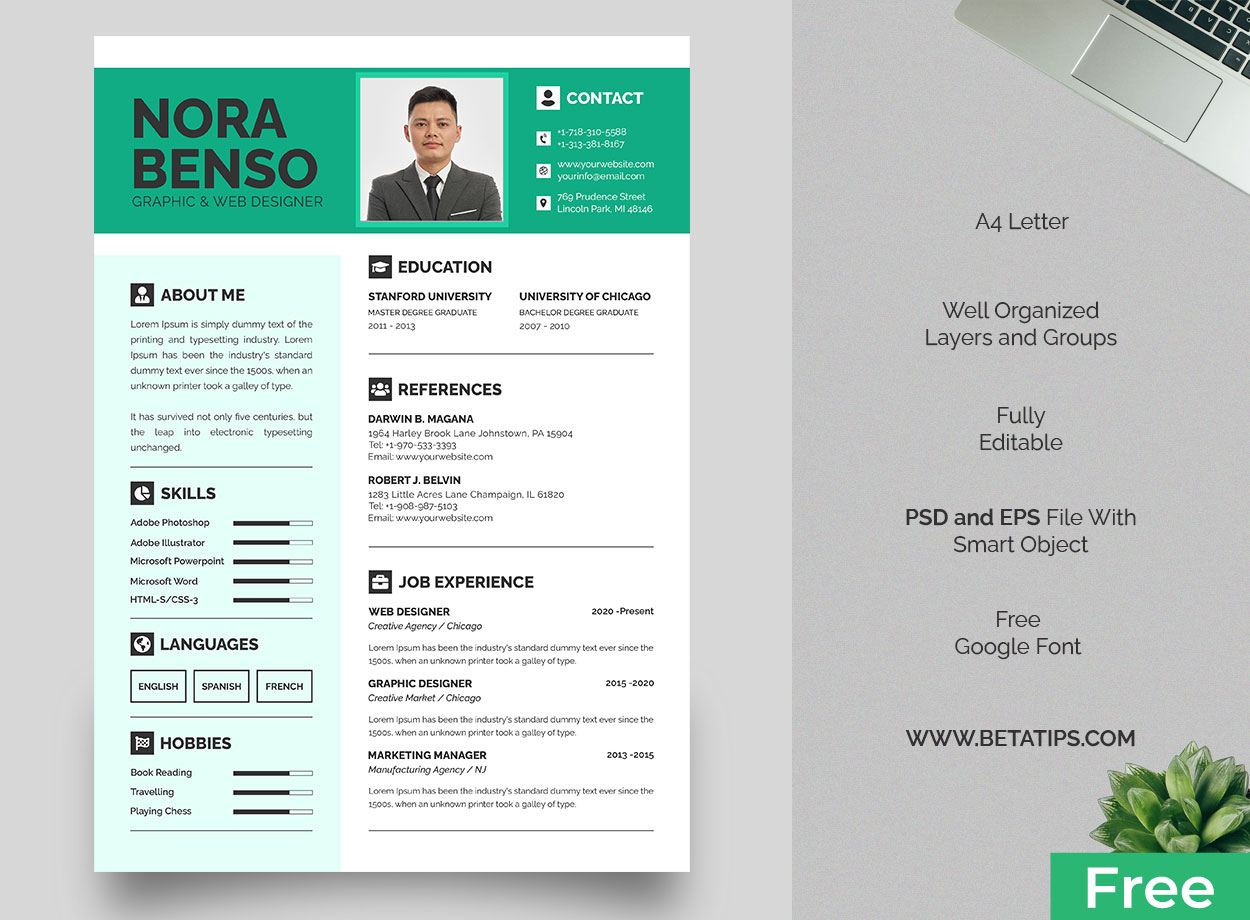 NORA
BENSO
GRAPHIC & WEB DESIGNER
CONTACT
+1-718-310-5588
+1-313-381-8167
www.yourwebsite.com
yourinfo@email.com
769 Prudence Street
Lincoln Park, MI 48146
ABOUT ME
Lorem Ipsum is simply dummy text of the
printing and typesetting industry. Lorem
Ipsum has been the industry's standard
dummy text ever since the 1500s, when an
unknown printer took a galley of type.
It has survived not only five centuries, but
the leap into electronic typesetting
unchanged.
SKILLS
Adobe Photoshop
Adobe Illustrator
Microsoft Powerpoint
Microsoft Word
HTML-S/CSS-3
LANGUAGES
ENGLISH SPANISH FRENCH
HOBBIES
Book Reading
Travelling
Playing Chess
EDUCATION
STANFORD UNIVERSITY
MASTER DEGREE GRADUATE
2011 - 2013
UNIVERSITY OF CHICAGO
BACHELOR DEGREE GRADUATE
2007 - 2010
REFERENCES
DARWIN B. MAGANA
1964 Harley Brook Lane Johnstown, PA 15904
Tel: +1-970-533-3393
Email: www.yourwebsite.com
ROBERT J. BELVIN
1283 Little Acres Lane Champaign, IL 61820
Tel: +1-908-987-5103
Email: www.yourwebsite.com
JOB EXPERIENCE
WEB DESIGNER 2020 -Present
Creative Agency / Chicago
Lorem Ipsum has been the industry's standard dummy text ever since the
1500s, when an unknown printer took a galley of type.
GRAPHIC DESIGNER 2015 -2020
Creative Market / Chicago
Lorem Ipsum has been the industry's standard dummy text ever since the
1500s, when an unknown printer took a galley of type.
MARKETING MANAGER 2013 -2015
Manufacturing Agency / NJ
Lorem Ipsum has been the industry's standard dummy text ever since the
1500s, when an unknown printer took a galley of type.
A4 Letter
Well Organized
Layers and Groups
Fully
Editable
PSD and EPS File With
Smart Object
Free
Google Font
WWW.BETATIPS.COM
Free